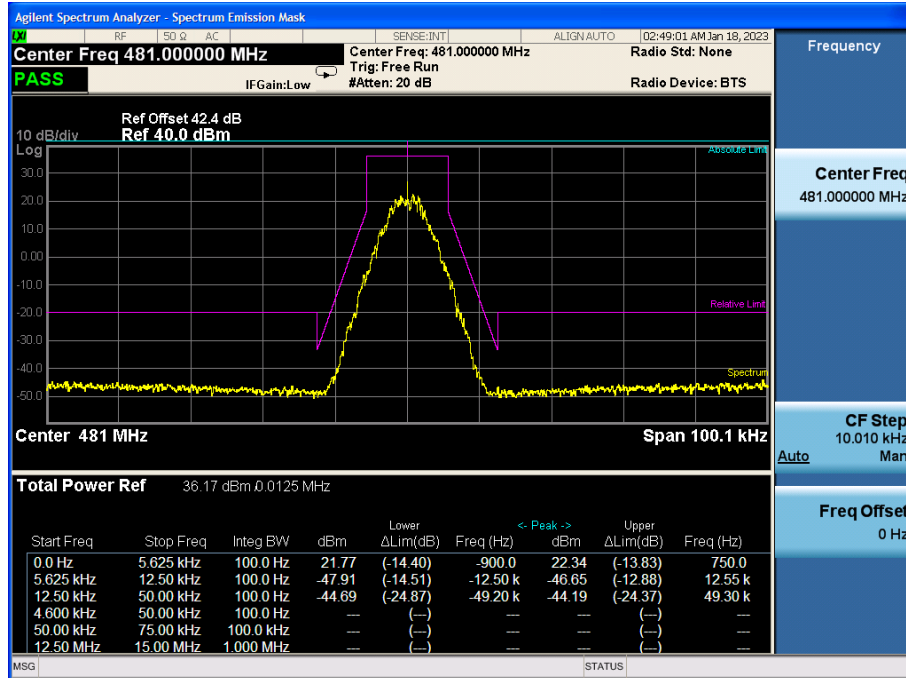 Agilent Spectrum Analyzer - Spectrum Emission Mask
LXI RF 50 Ω AC SENSE:INT ALIGN AUTO 02:49:01 AM Jan 18, 2023
Center Freq 481.000000 MHz
Center Freq: 481.000000 MHz
Radio Std: None
Trig: Free Run
PASS
IFGain:Low
#Atten: 20 dB
Radio Device: BTS
Ref Offset 42.4 dB
10 dB/div Ref 40.0 dBm
Log
Absolute Limit
30.0
20.0
10.0
0.00
-10.0
-20.0
Relative Limit
-30.0
-40.0
Spectrum
-50.0
Center 481 MHz Span 100.1 kHz
Total Power Ref 36.17 dBm / 0.0125 MHz
Lower <- Peak -> Upper
Start Freq Stop Freq Integ BW dBm ΔLim(dB) Freq (Hz) dBm ΔLim(dB) Freq (Hz)
0.0 Hz 5.625 kHz 100.0 Hz 21.77 (-14.40) -900.0 22.34 (-13.83) 750.0
5.625 kHz 12.50 kHz 100.0 Hz -47.91 (-14.51) -12.50 k -46.65 (-12.88) 12.55 k
12.50 kHz 50.00 kHz 100.0 Hz -44.69 (-24.87) -49.20 k -44.19 (-24.37) 49.30 k
4.600 kHz 50.00 kHz 100.0 Hz --- (---) --- --- (---) ---
50.00 kHz 75.00 kHz 100.0 kHz --- (---) --- --- (---) ---
12.50 MHz 15.00 MHz 1.000 MHz --- (---) --- --- (---) ---
MSG STATUS
Frequency
Center Freq
481.000000 MHz
CF Step
10.010 kHz
Auto Man
Freq Offset
0 Hz